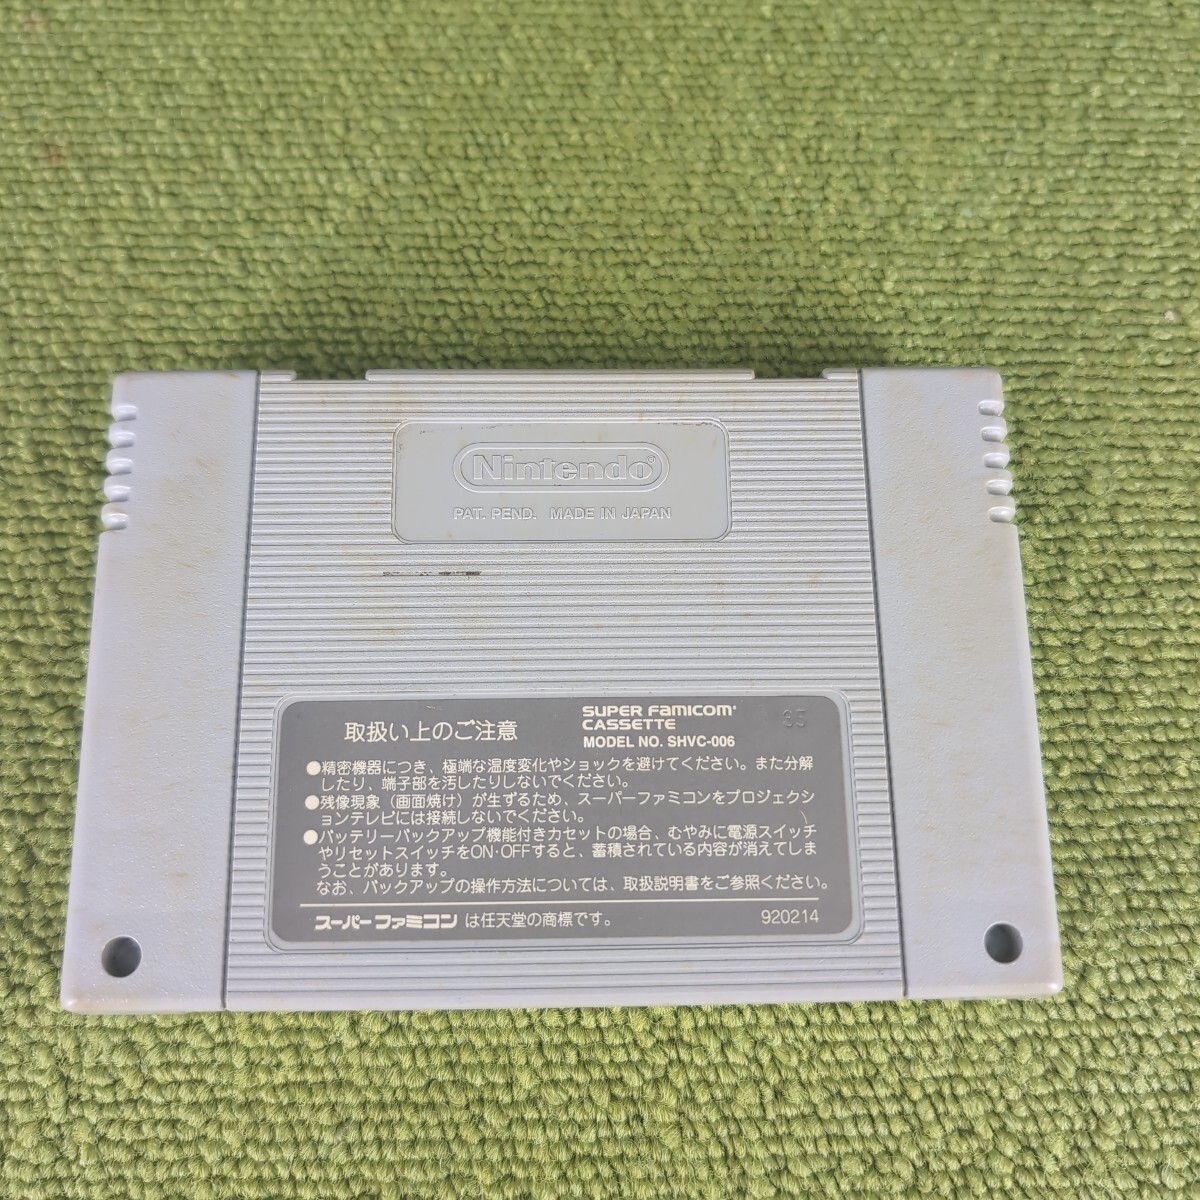 Nintendo®
PAT. PEND. MADE IN JAPAN
取扱い上のご注意
SUPER FAMICOM
CASSETTE
MODEL NO. SHVC-006
●精密機器につき、極端な湿度変化やショックを避けてください。また分解
したり、端子部を汚したりしないでください。
●残像現象（画面焼け）が生ずるため、スーパーファミコンをプロジェクシ
ョンテレビには接続しないでください。
●バッテリーバックアップ機能付きカセットの場合、むやみに電源スイッチ
やリセットスイッチをON・OFFすると、蓄積されている内容が消えてしま
うことがあります。
なお、バックアップの操作方法については、取扱説明書をご参照ください。
スーパーファミコン は任天堂の商標です。
920214